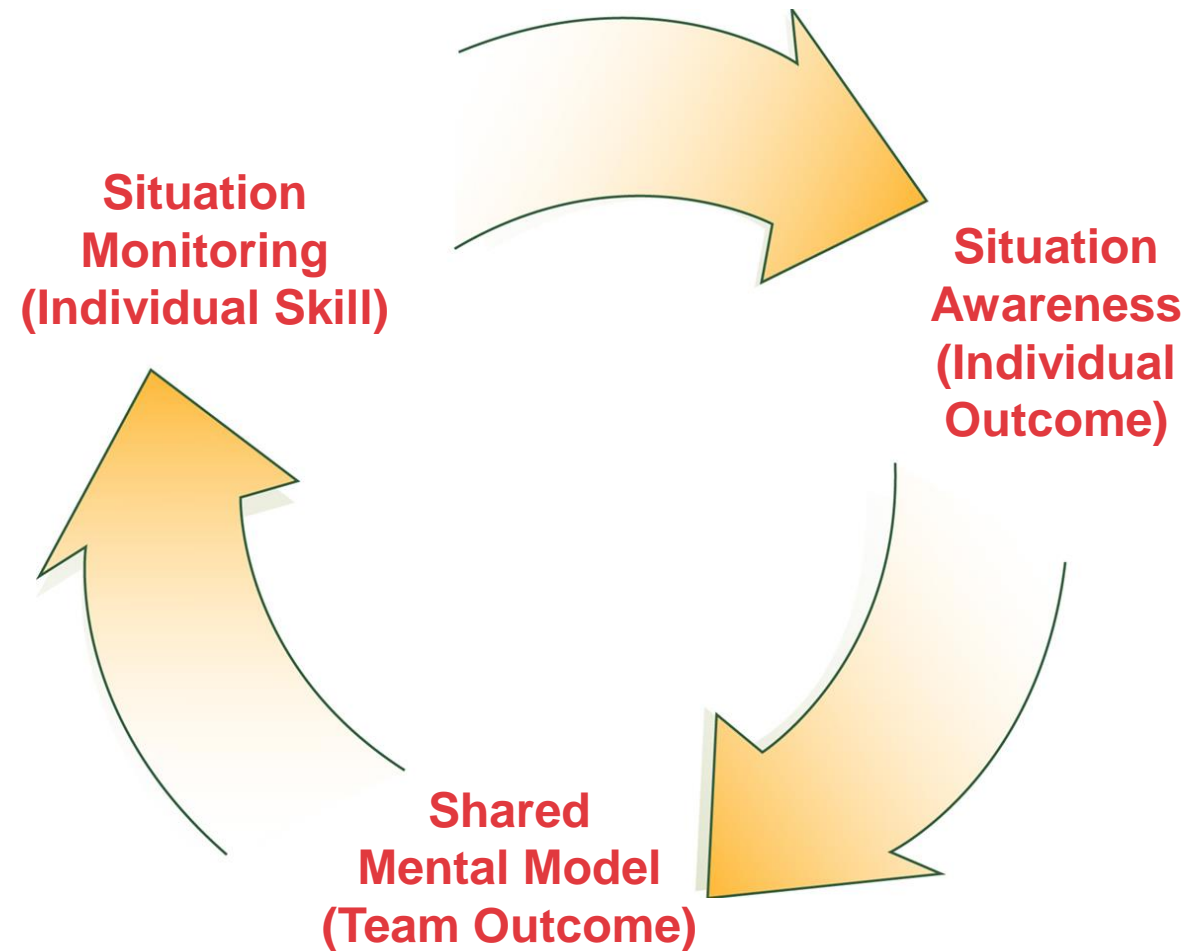 Situation
Monitoring
(Individual Skill)
Situation
Awareness
(Individual
Outcome)
Shared
Mental Model
(Team Outcome)